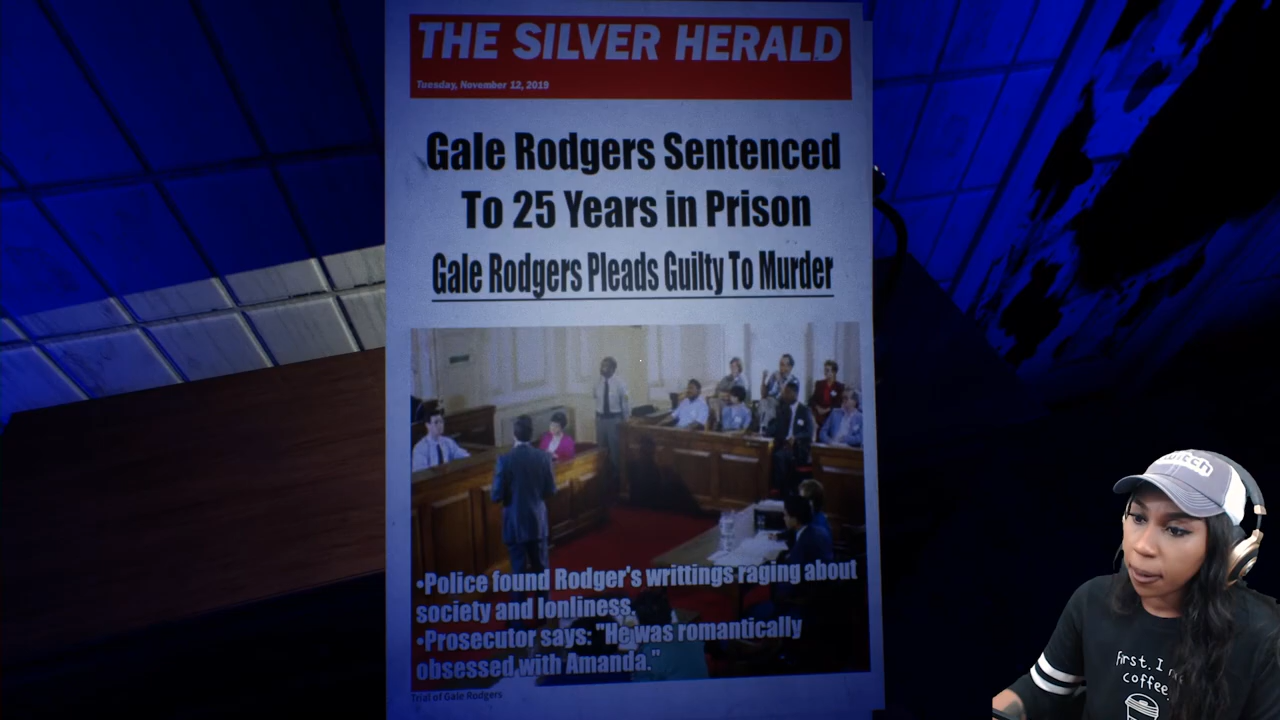 THE SILVER HERALD
Tuesday, November 12, 2019
Gale Rodgers Sentenced
To 25 Years in Prison
Gale Rodgers Pleads Guilty To Murder
•Police found Rodger's writtings raging about
society and lonliness.
•Prosecutor says: "He was romantically
obsessed with Amanda."
Trial of Gale Rodgers
twitch
first, I
coffee